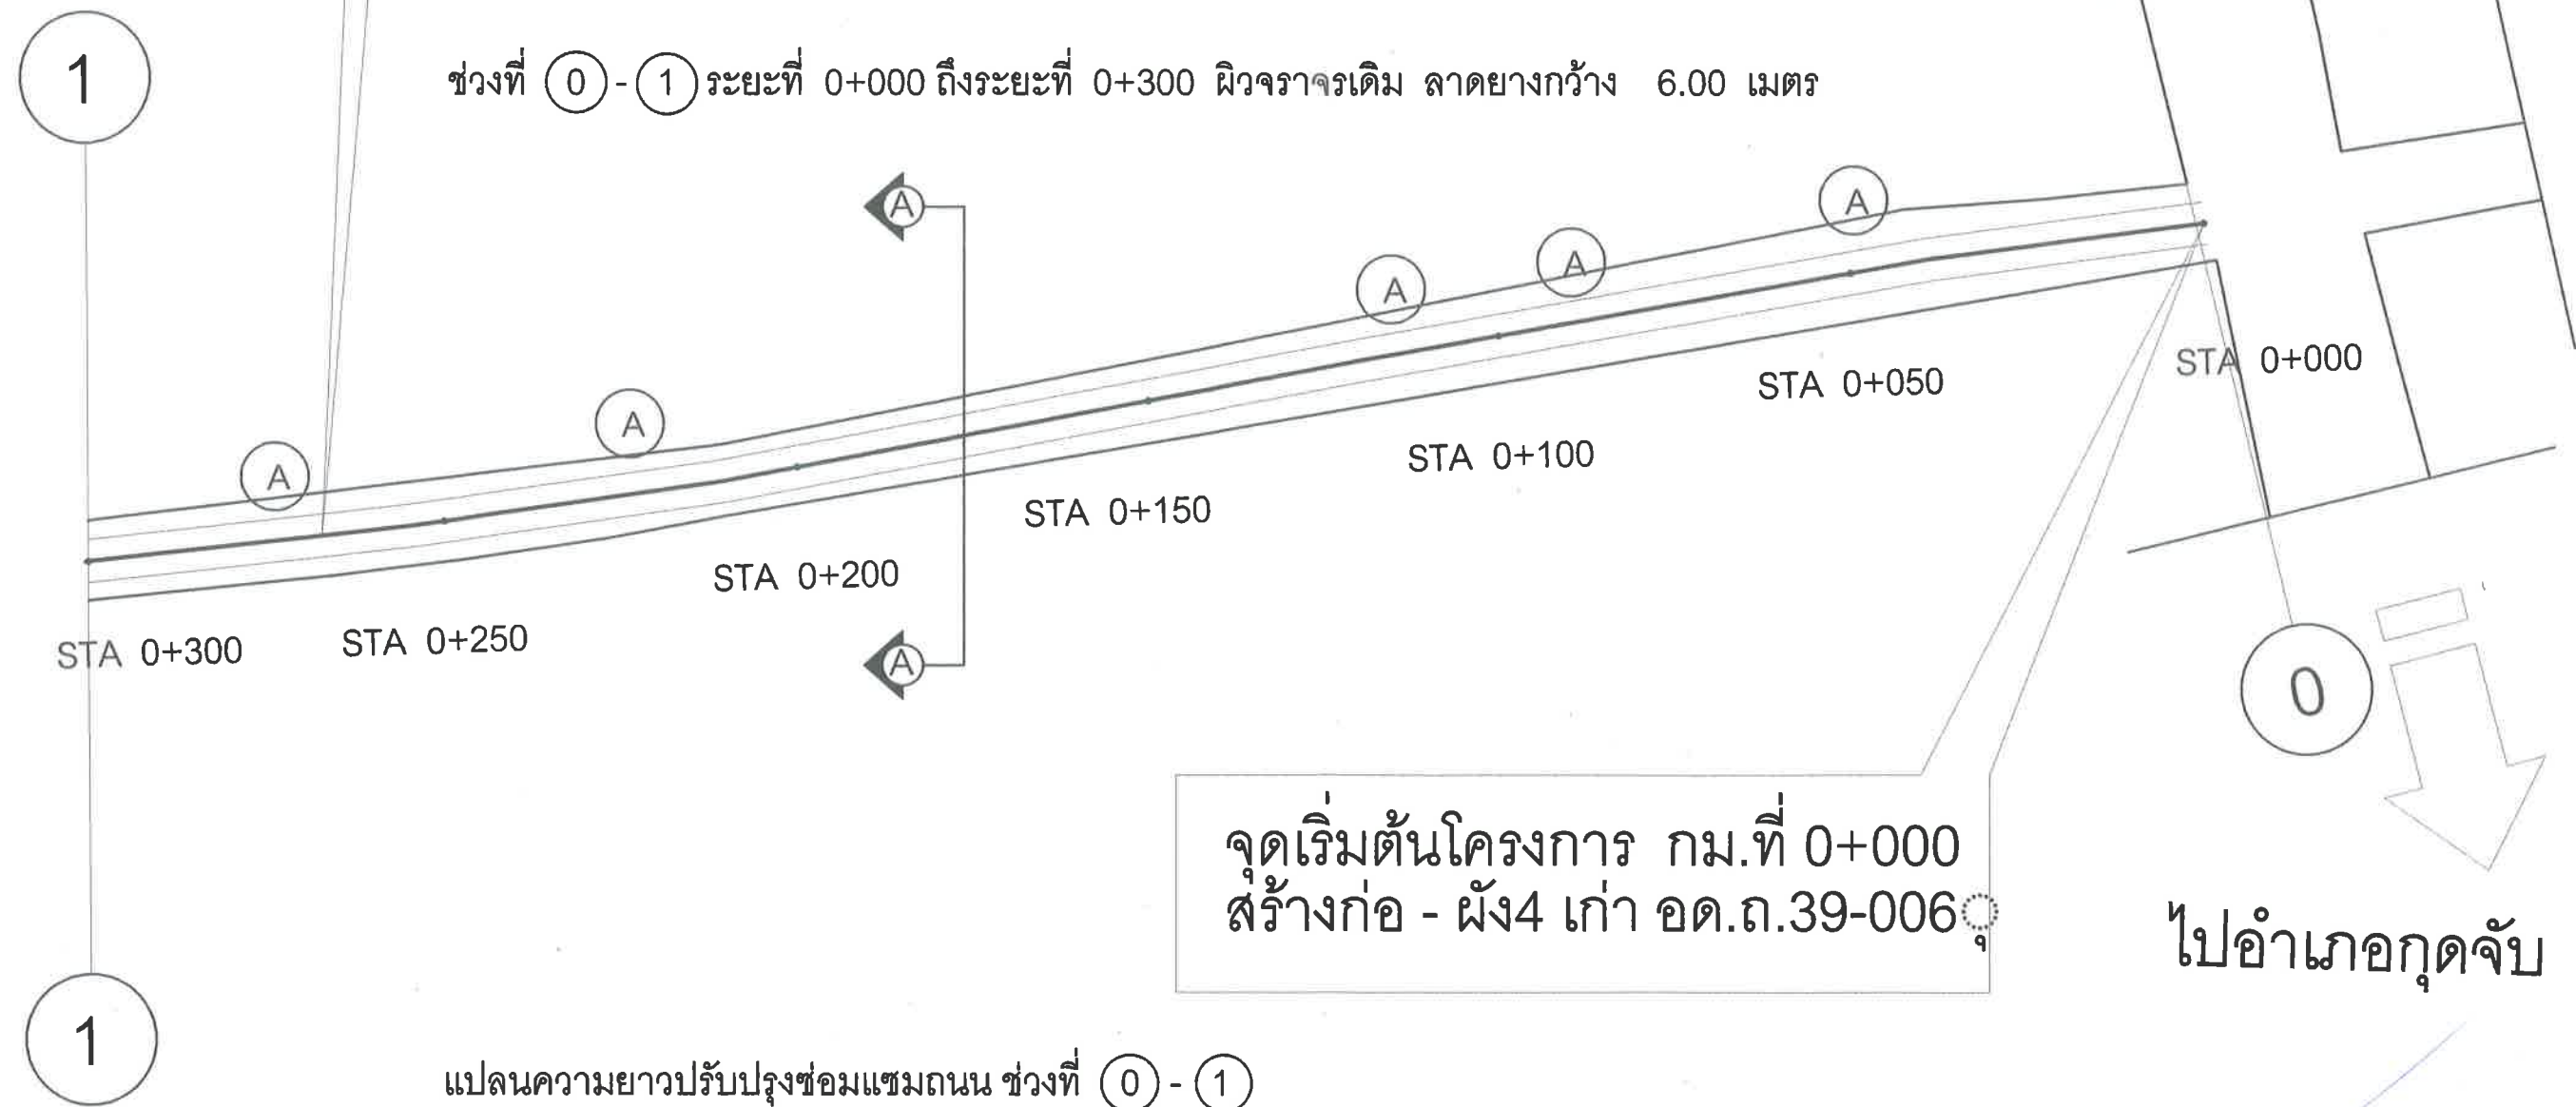 1
ช่วงที่ 0 - 1 ระยะที่ 0+000 ถึงระยะที่ 0+300 ผิวจราจรเดิม ลาดยางกว้าง 6.00 เมตร
A
A
A
A
A
A
A
STA 0+000
STA 0+050
STA 0+100
STA 0+150
STA 0+200
STA 0+250
STA 0+300
A
0
จุดเริ่มต้นโครงการ กม.ที่ 0+000
สร้างก่อ - ผัง4 เก่า อด.ถ.39-006ุ
ไปอำเภอกุดจับ
1
แปลนความยาวปรับปรุงซ่อมแซมถนน ช่วงที่ 0 - 1